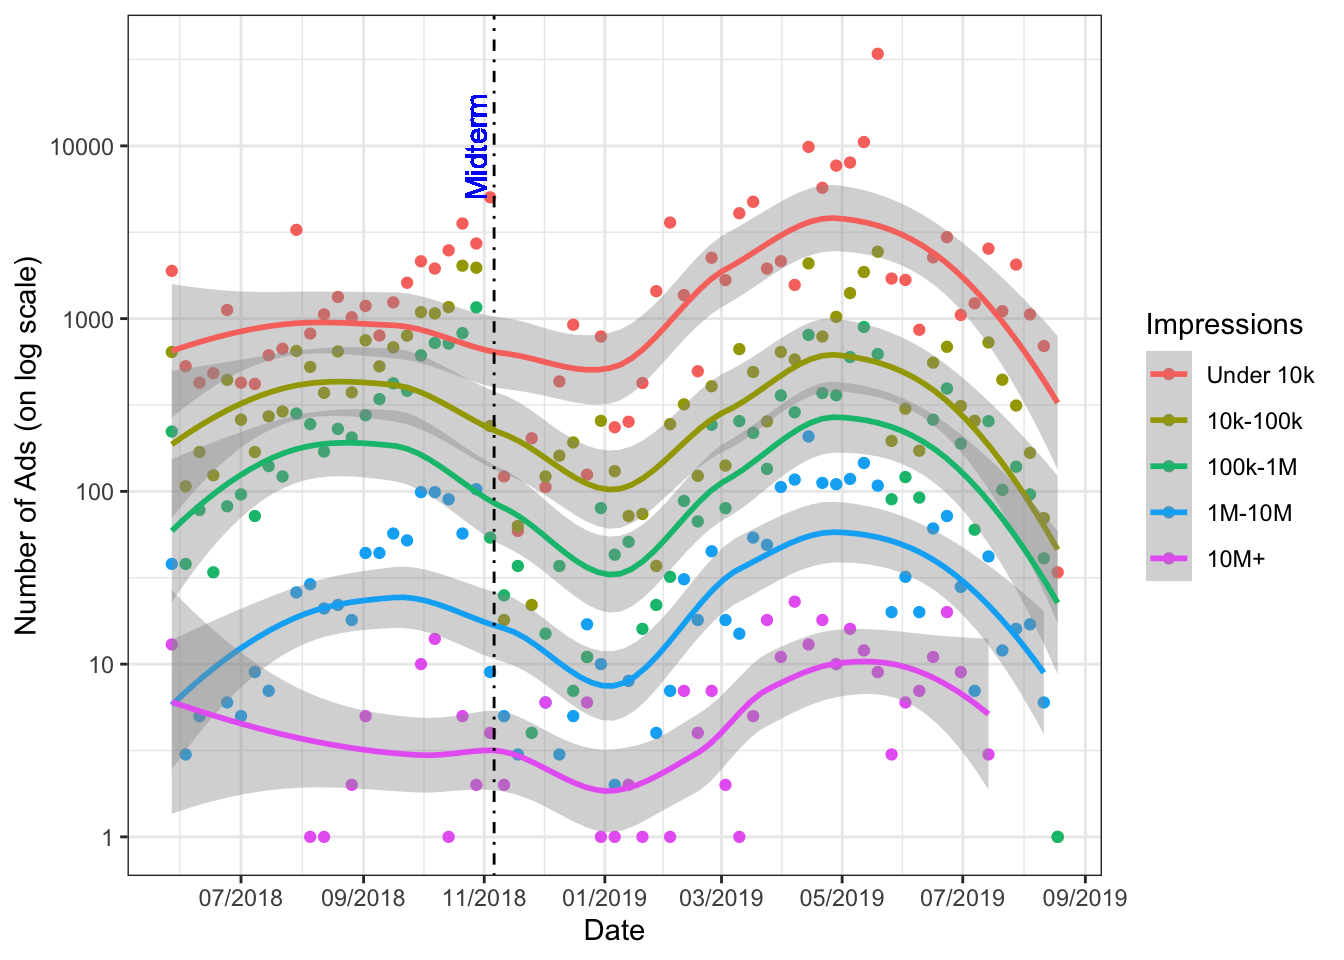 Midterm
10000
1000
100
10
1
Number of Ads (on log scale)
07/2018 09/2018 11/2018 01/2019 03/2019 05/2019 07/2019 09/2019
Date
Impressions
Under 10k
10k-100k
100k-1M
1M-10M
10M+